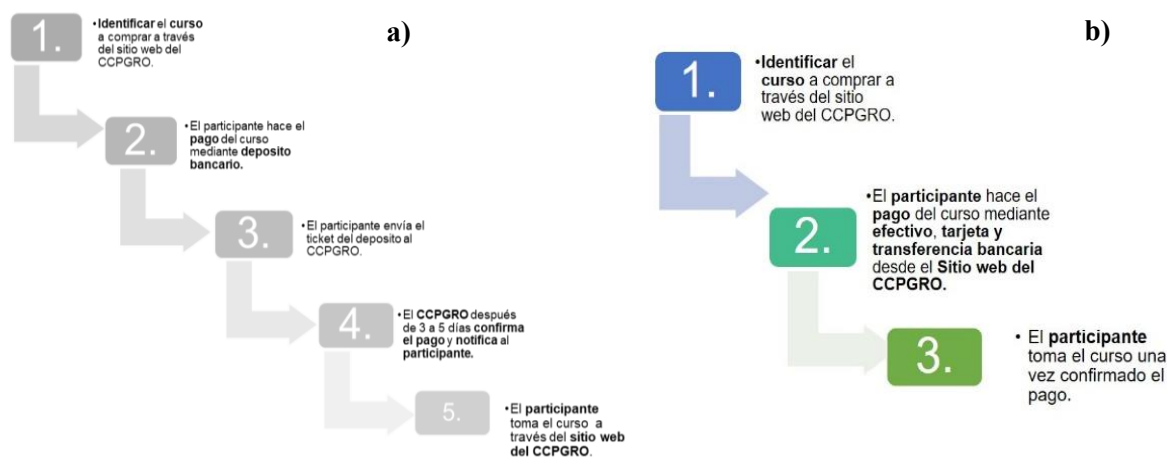 a)
1.
•Identificar el curso
a comprar a través
del sitio web del
CCPGRO.
2.
•El participante hace el
pago del curso
mediante deposito
bancario.
3.
•El participante envía el
ticket del deposito al
CCPGRO.
4.
•El CCPGRO después
de 3 a 5 días confirma
el pago y notifica al
participante.
5.
•El participante
toma el curso a
través del sitio web
del CCPGRO.
b)
1.
•Identificar el
curso a comprar a
través del sitio
web del CCPGRO.
2.
•El participante hace el
pago del curso mediante
efectivo, tarjeta y
transferencia bancaria
desde el Sitio web del
CCPGRO.
3.
• El participante
toma el curso una
vez confirmado el
pago.